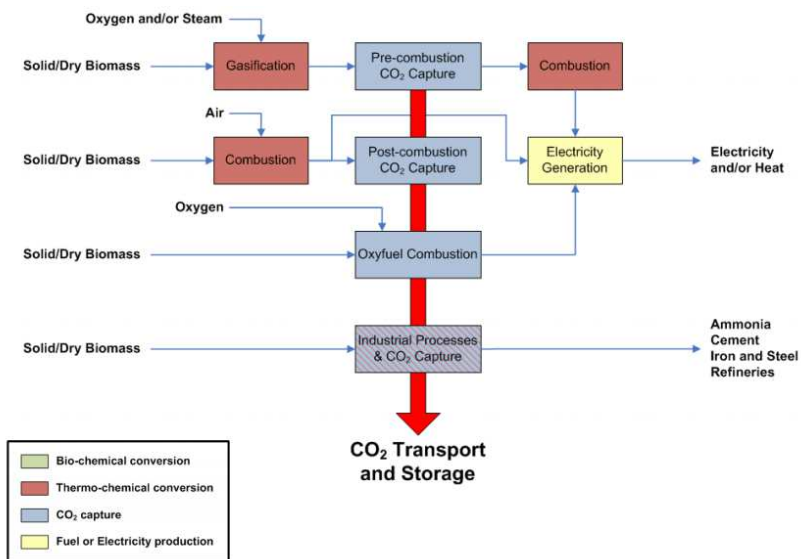 Oxygen and/or Steam
Solid/Dry Biomass
Gasification
Pre-combustion
CO₂ Capture
Combustion
Air
Solid/Dry Biomass
Combustion
Post-combustion
CO₂ Capture
Electricity
Generation
Electricity
and/or Heat
Oxygen
Solid/Dry Biomass
Oxyfuel Combustion
Solid/Dry Biomass
Industrial Processes
& CO₂ Capture
Ammonia
Cement
Iron and Steel
Refineries
CO₂ Transport
and Storage
Bio-chemical conversion
Thermo-chemical conversion
CO₂ capture
Fuel or Electricity production